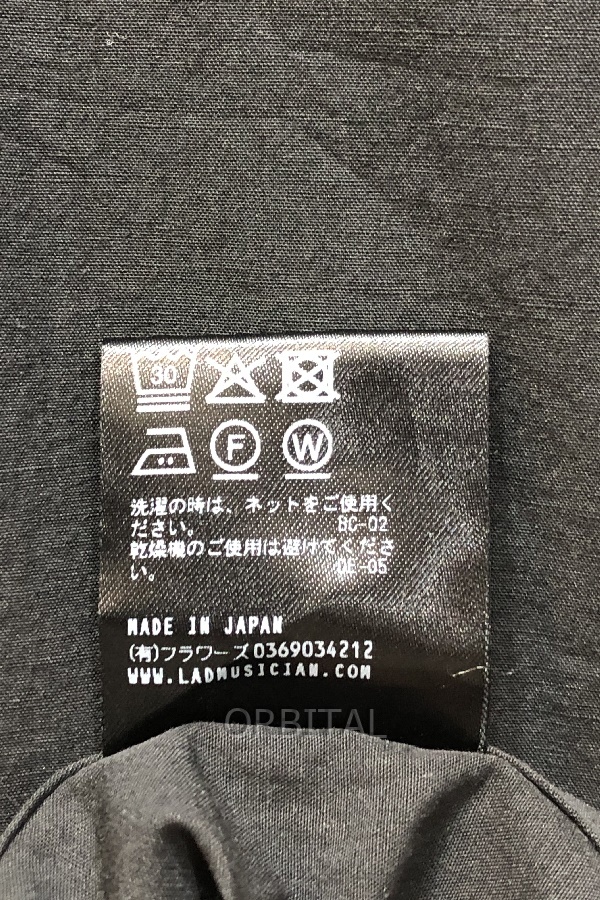 30
F W
洗濯の時は、ネットをご使用く
ださい。 BC-02
乾燥機のご使用は避けてくださ
い。 DE-05
MADE IN JAPAN
(有)フラワーズ0369034212
WWW.LADMUSICIAN.COM
ORBITAL